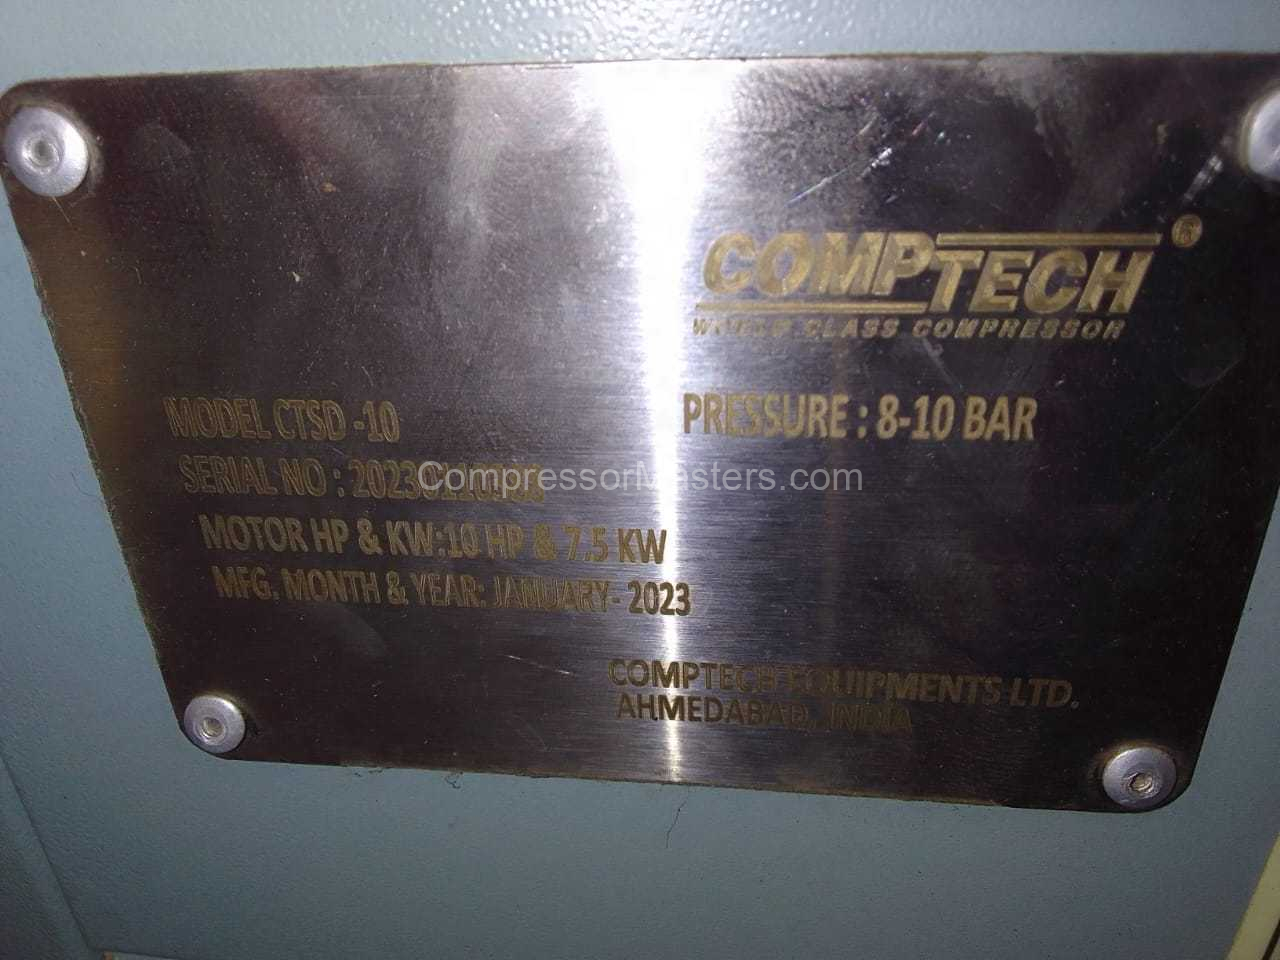 COMPTECH ®
WORLD CLASS COMPRESSOR
MODEL CTSD -10
PRESSURE : 8-10 BAR
SERIAL NO :
CompressorMasters.com
MOTOR HP & KW:10 HP & 7.5 KW
MFG. MONTH & YEAR: JANUARY- 2023
COMPTECH EQUIPMENTS LTD.
AHMEDABAD, INDIA